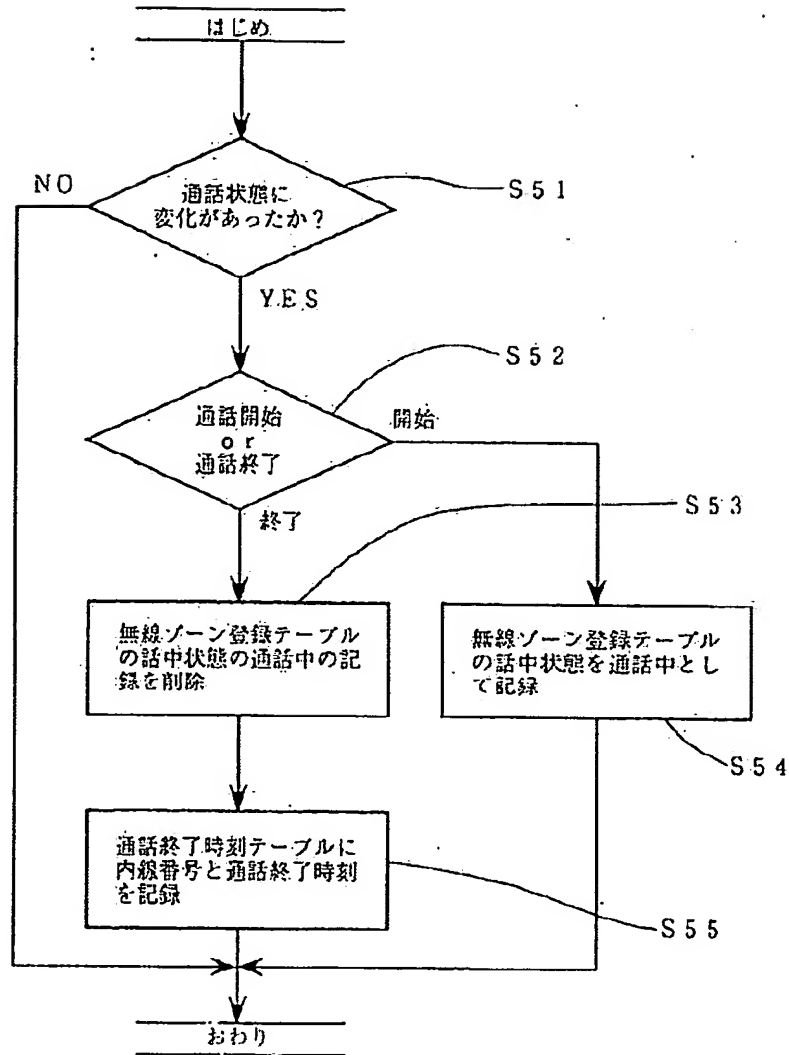 はじめ
NO
通話状態に
変化があったか?
S51
YES
S52
通話開始
or
通話終了
開始
終了
S53
無線ゾーン登録テーブル
の話中状態の通話中の記
録を削除
無線ゾーン登録テーブル
の話中状態を通話中とし
て記録
S54
通話終了時刻テーブルに
内線番号と通話終了時刻
を記録
S55
おわり